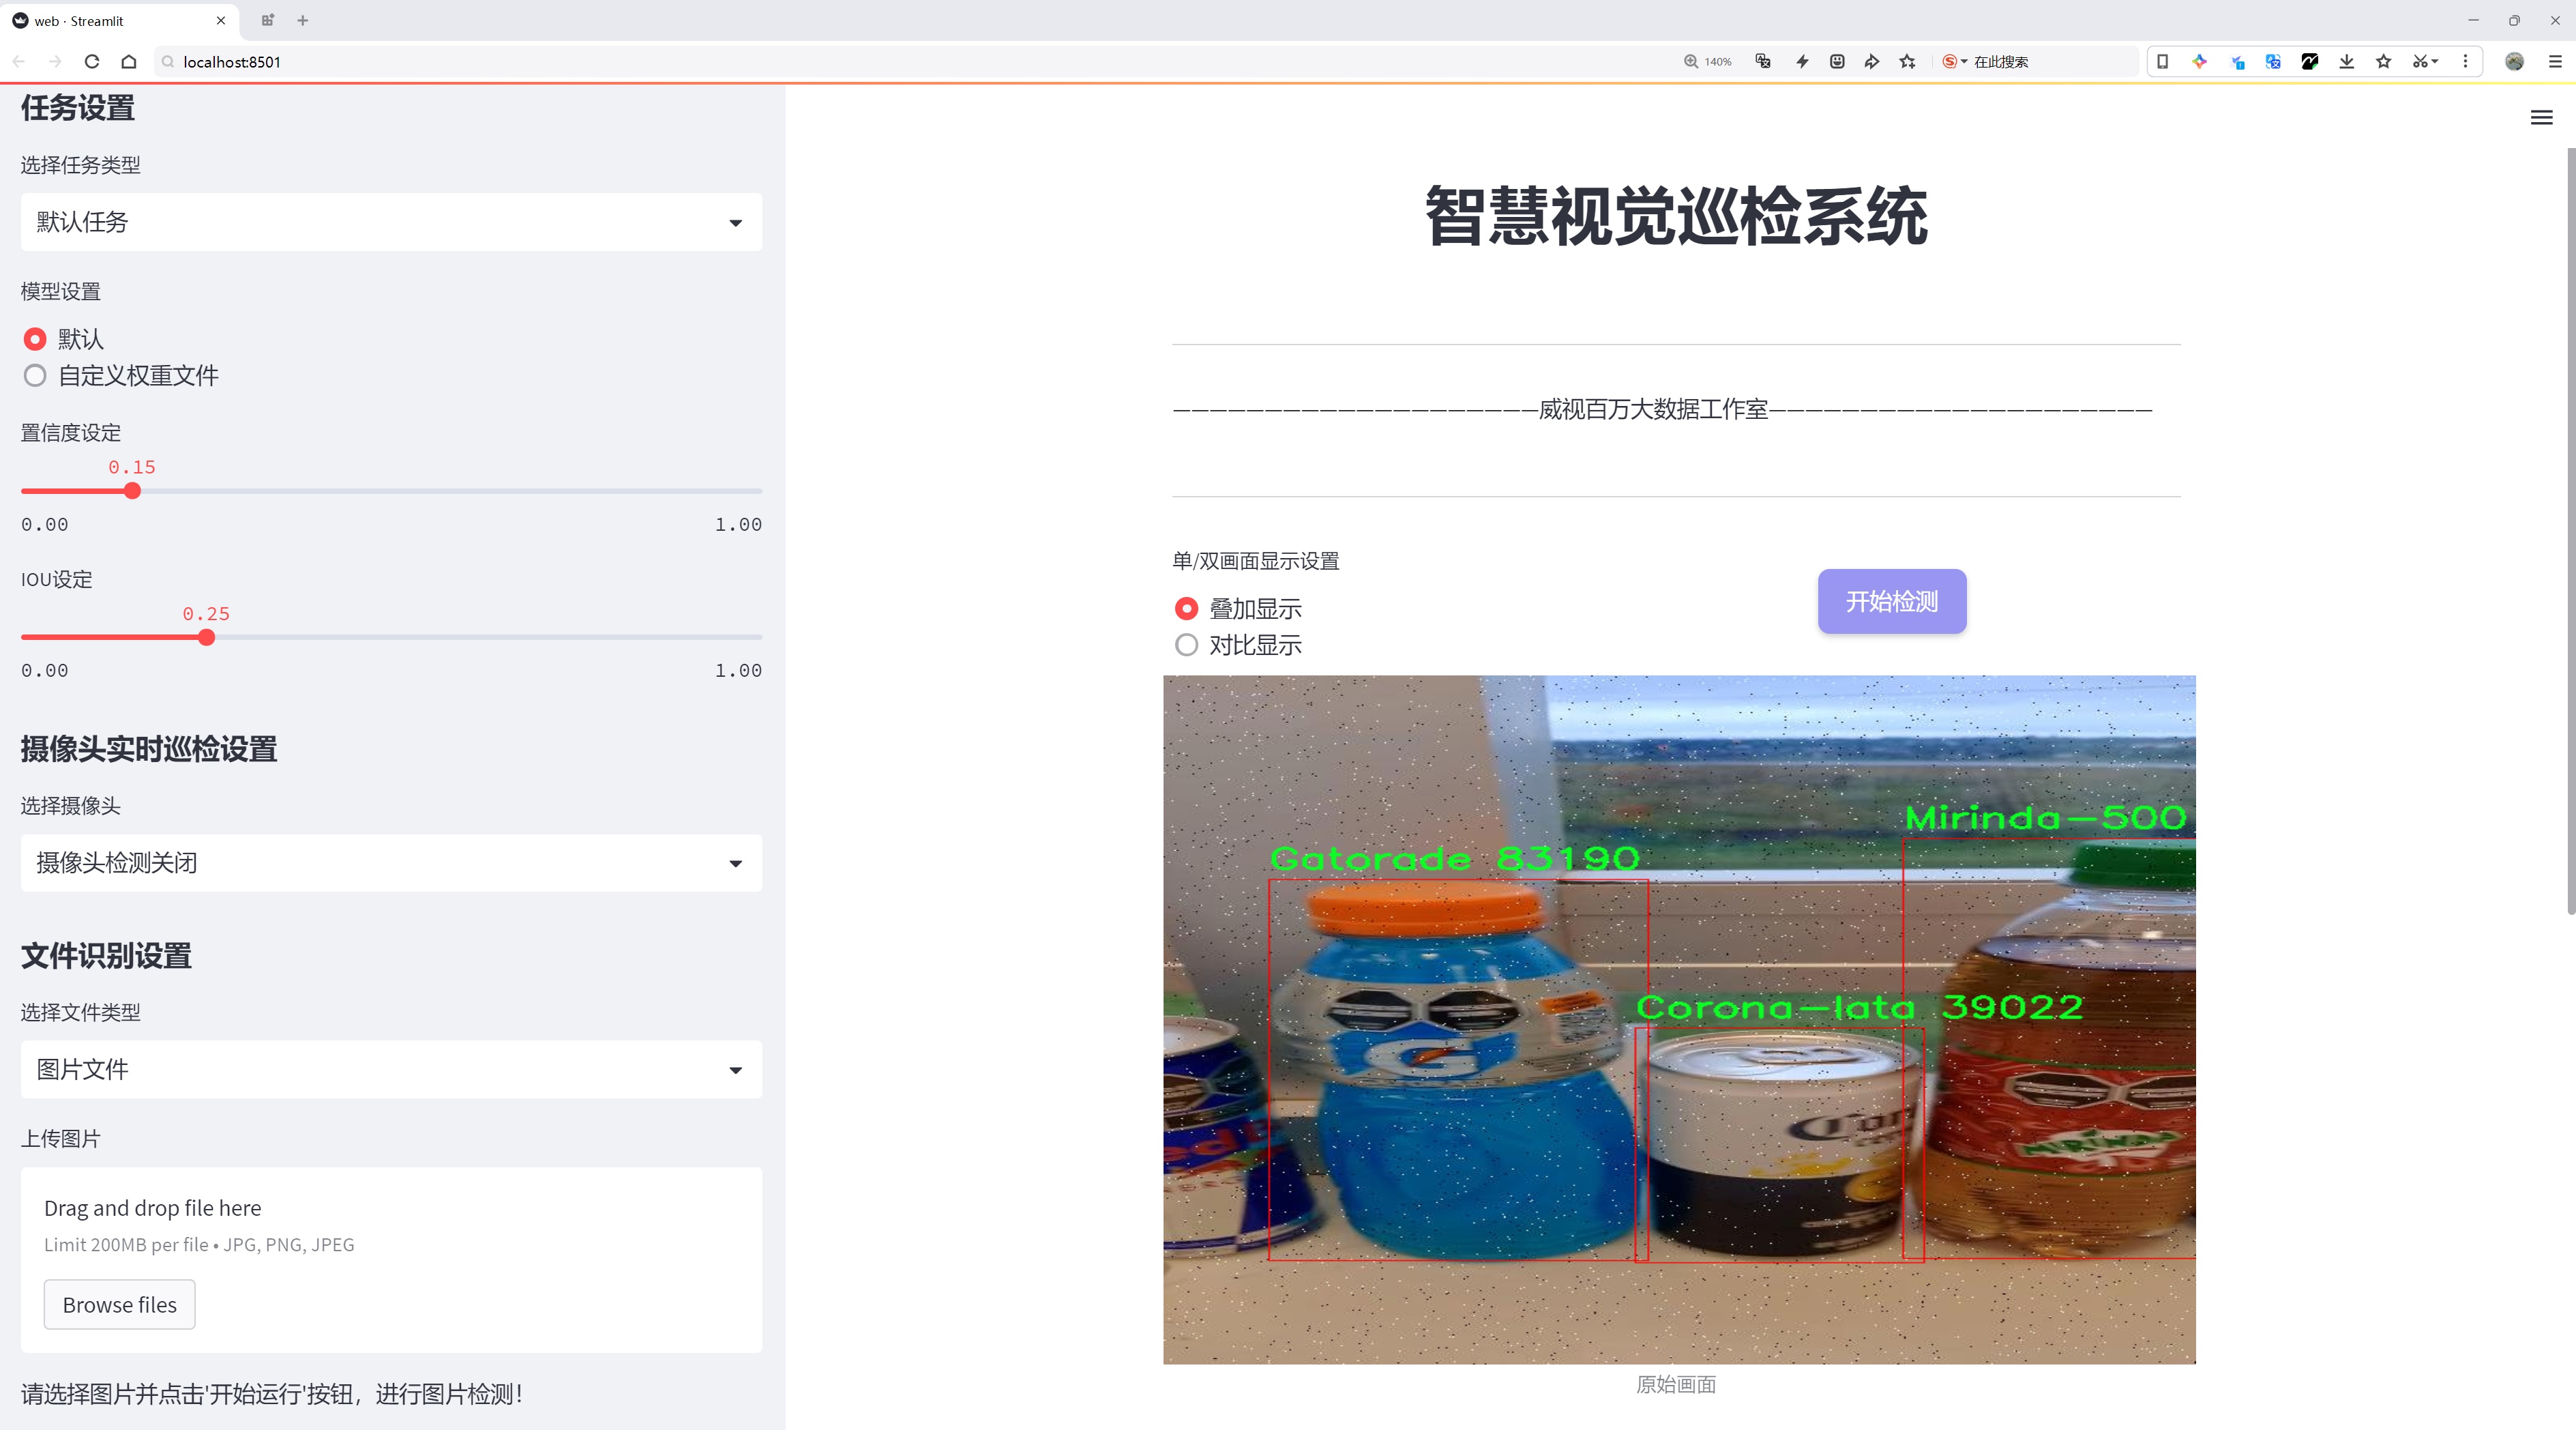 web · Streamlit
localhost:8501
140%
在此搜索
任务设置
选择任务类型
默认任务
模型设置
默认
自定义权重文件
置信度设定
0.15
0.00 1.00
IOU设定
0.25
0.00 1.00
摄像头实时巡检设置
选择摄像头
摄像头检测关闭
文件识别设置
选择文件类型
图片文件
上传图片
Drag and drop file here
Limit 200MB per file • JPG, PNG, JPEG
Browse files
请选择图片并点击'开始运行'按钮，进行图片检测！
智慧视觉巡检系统
————————————————————威视百万大数据工作室—————————————————————
单/双画面显示设置
叠加显示
对比显示
开始检测
Mirinda-500
Gatorade 83190
Corona-lata 39022
G
MIRINDA
原始画面